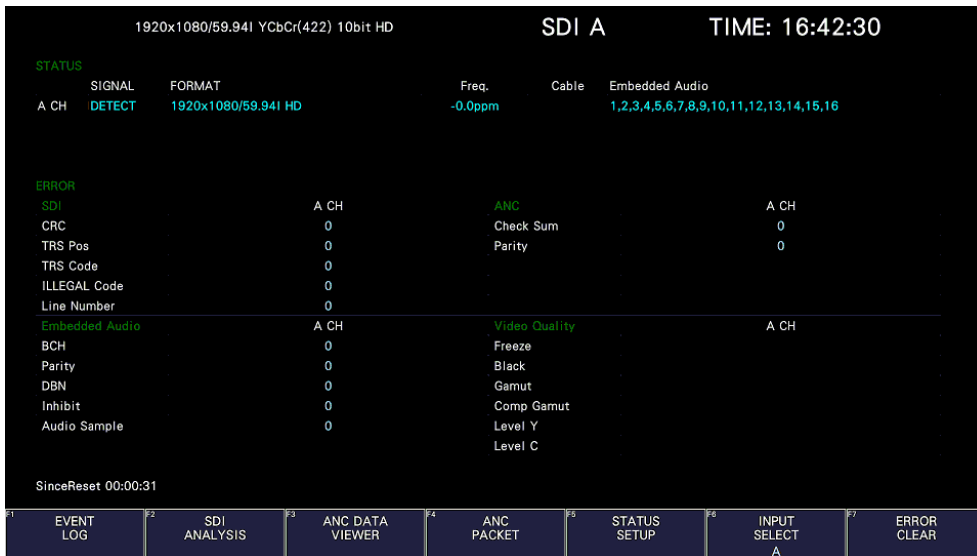 1920x1080/59.94I YCbCr(422) 10bit HD SDI A TIME: 16:42:30
STATUS
SIGNAL FORMAT Freq. Cable Embedded Audio
A CH DETECT 1920x1080/59.94I HD -0.0ppm 1,2,3,4,5,6,7,8,9,10,11,12,13,14,15,16
ERROR
SDI A CH ANC A CH
CRC 0 Check Sum 0
TRS Pos 0 Parity 0
TRS Code 0
ILLEGAL Code 0
Line Number 0
Embedded Audio A CH Video Quality A CH
BCH 0 Freeze
Parity 0 Black
DBN 0 Gamut
Inhibit 0 Comp Gamut
Audio Sample 0 Level Y
Level C
SinceReset 00:00:31
F1 EVENT F2 SDI F3 ANC DATA F4 ANC F5 STATUS F6 INPUT F7 ERROR
LOG ANALYSIS VIEWER PACKET SETUP SELECT CLEAR
A